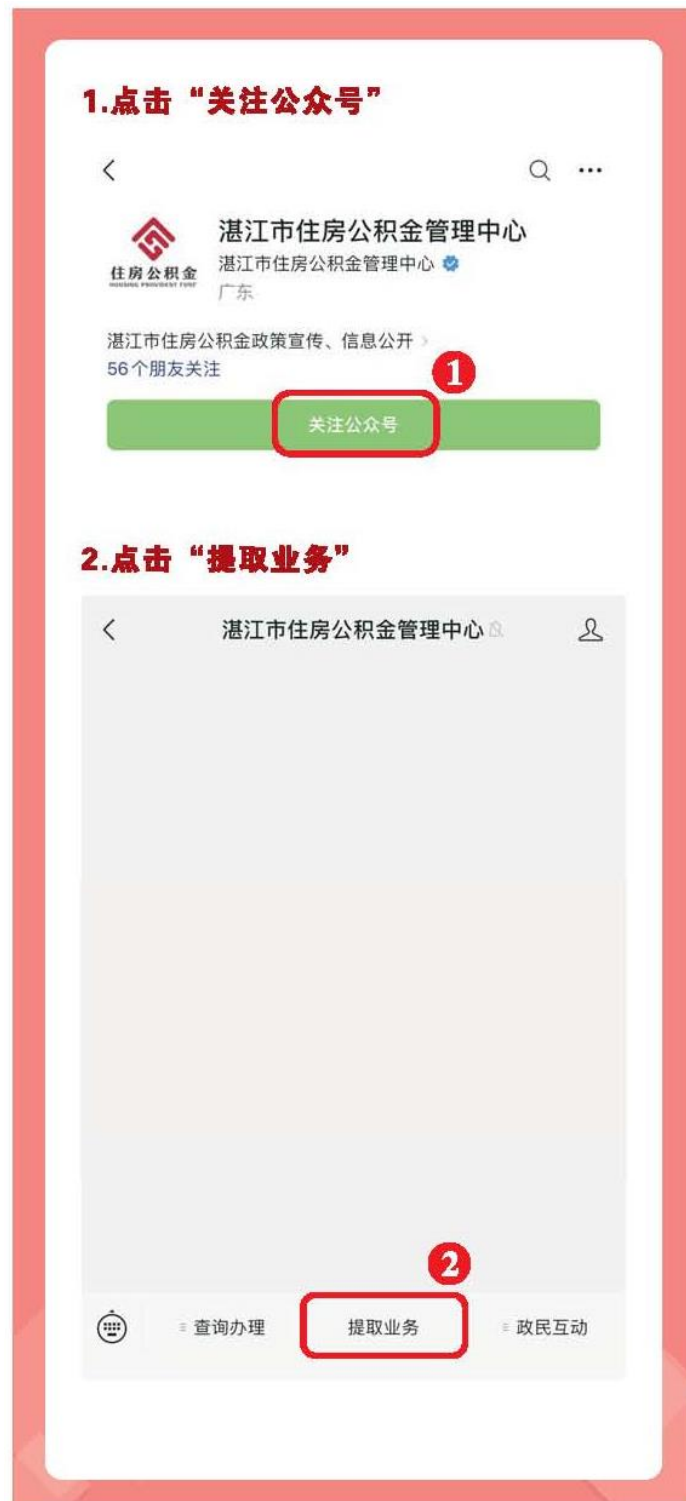 1.点击“关注公众号”
湛江市住房公积金管理中心
湛江市住房公积金管理中心
住房公积金
HOUSING PROVIDENT FUND
广东
湛江市住房公积金政策宣传、信息公开
56个朋友关注
1
关注公众号
2.点击“提取业务”
湛江市住房公积金管理中心
2
查询办理
提取业务
政民互动